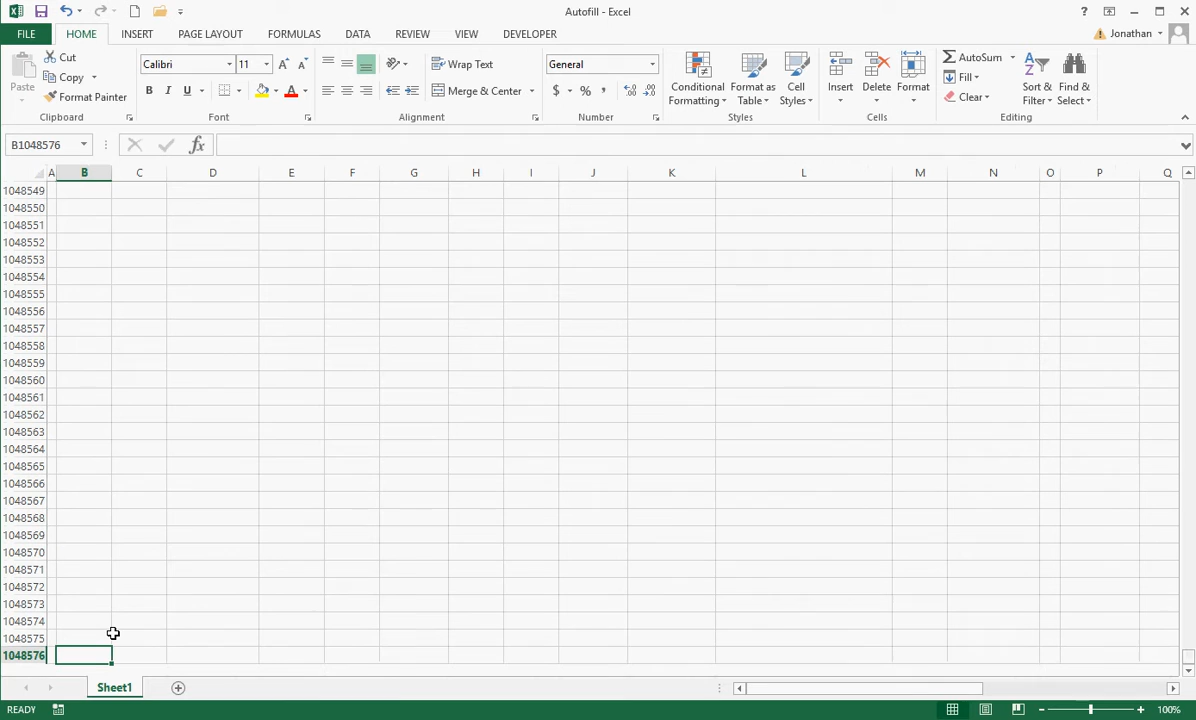 Autofill - Excel
?
FILE HOME INSERT PAGE LAYOUT FORMULAS DATA REVIEW VIEW DEVELOPER Jonathan
Paste
Cut
Copy
Format Painter
Clipboard
Calibri 11
B I U A
Font
Wrap Text
Merge & Center
Alignment
General
$ % ,
Number
Conditional Formatting
Format as Table
Cell Styles
Styles
Insert
Delete
Format
Cells
AutoSum
Fill
Clear
Sort & Filter
Find & Select
Editing
B1048576 fx
A B C D E F G H I J K L M N O P Q
1048549
1048550
1048551
1048552
1048553
1048554
1048555
1048556
1048557
1048558
1048559
1048560
1048561
1048562
1048563
1048564
1048565
1048566
1048567
1048568
1048569
1048570
1048571
1048572
1048573
1048574
1048575
1048576
Sheet1
READY 100%